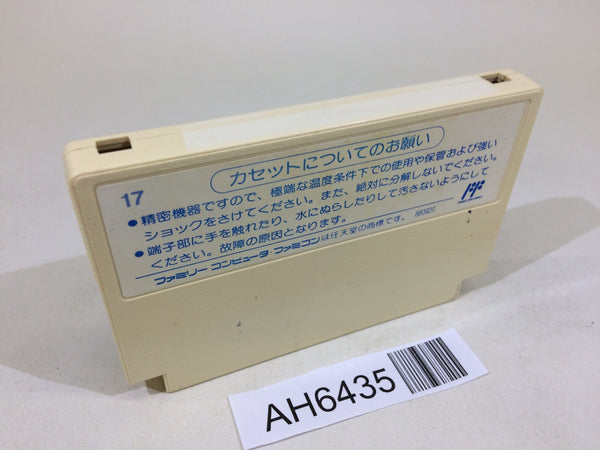 カセットについてのお願い
17
●精密機器ですので、極端な温度条件下での使用や保管および強い
ショックをさけてください。また、絶対に分解しないでください。
●端子部に手を触れたり、水にぬらしたりして汚さないようにして
ください。故障の原因となります。
880920
ファミリーコンピュータ・ファミコンは任天堂の商標です。
AH6435